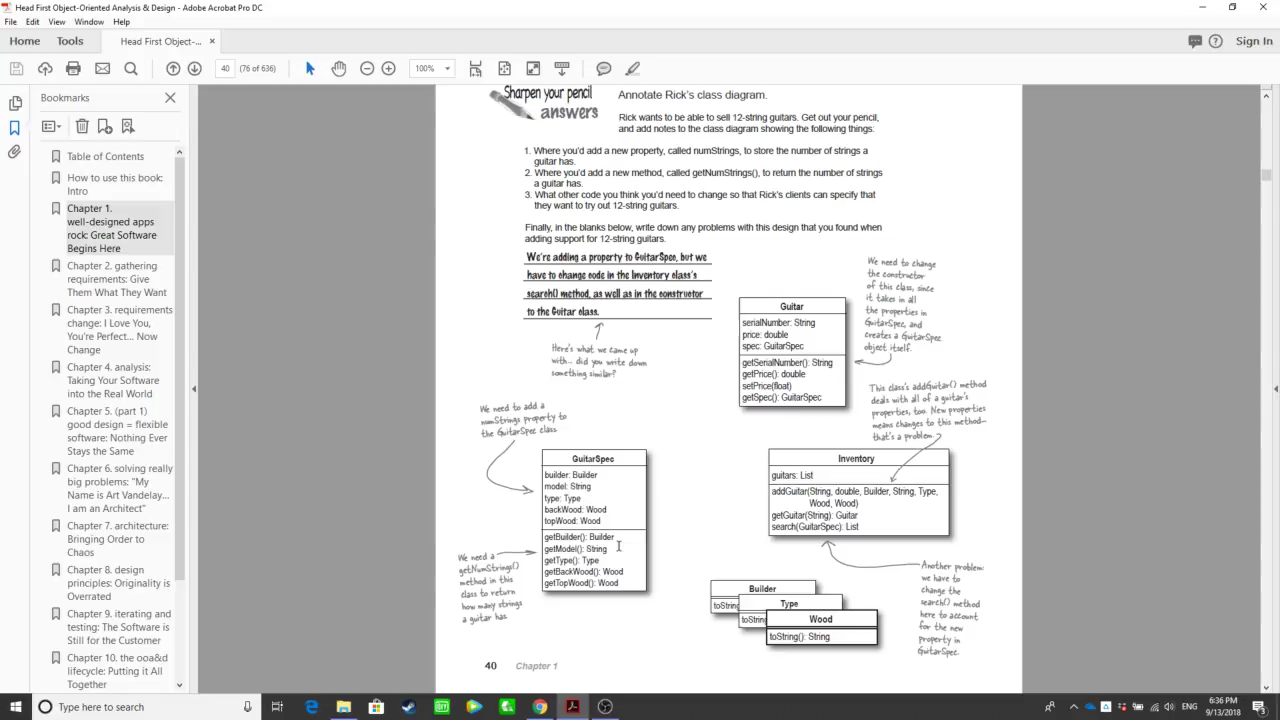 Head First Object-Oriented Analysis & Design - Adobe Acrobat Pro DC
File Edit View Window Help
Home Tools Head First Object-... × Sign In
40 (76 of 636) 100%
Bookmarks
Table of Contents
How to use this book:
Intro
Chapter 1.
well-designed apps
rock: Great Software
Begins Here
Chapter 2. gathering
requirements: Give
Them What They Want
Chapter 3. requirements
change: I Love You,
You're Perfect... Now
Change
Chapter 4. analysis:
Taking Your Software
into the Real World
Chapter 5. (part 1)
good design = flexible
software: Nothing Ever
Stays the Same
Chapter 6. solving really
big problems: "My
Name is Art Vandelay...
I am an Architect"
Chapter 7. architecture:
Bringing Order to
Chaos
Chapter 8. design
principles: Originality is
Overrated
Chapter 9. iterating and
testing: The Software is
Still for the Customer
Chapter 10. the ooa&d
lifecycle: Putting it All
Together
Sharpen your pencil
answers
Annotate Rick's class diagram.
Rick wants to be able to sell 12-string guitars. Get out your pencil,
and add notes to the class diagram showing the following things:
1. Where you'd add a new property, called numStrings, to store the number of strings a
guitar has.
2. Where you'd add a new method, called getNumStrings(), to return the number of strings
a guitar has.
3. What other code you think you'd need to change so that Rick's clients can specify that
they want to try out 12-string guitars.
Finally, in the blanks below, write down any problems with this design that you found when
adding support for 12-string guitars.
We're adding a property to GuitarSpec, but we
have to change code in the Inventory class's
search() method, as well as in the constructor
to the Guitar class.
Here's what we came up
with... did you write down
something similar?
We need to change
the constructor
of this class, since
it takes in all
the properties in
GuitarSpec, and
creates a GuitarSpec
object itself.
Guitar
serialNumber: String
price: double
spec: GuitarSpec
getSerialNumber(): String
getPrice(): double
setPrice(float)
getSpec(): GuitarSpec
This class's addGuitar() method
deals with all of a guitar's
properties, too. New properties
means changes to this method—
that's a problem.
We need to add a
numStrings property to
the GuitarSpec class.
GuitarSpec
builder: Builder
model: String
type: Type
backWood: Wood
topWood: Wood
getBuilder(): Builder
getModel(): String
getType(): Type
getBackWood(): Wood
getTopWood(): Wood
We need a
getNumStrings()
method in this
class to return
how many strings
a guitar has.
Inventory
guitars: List
addGuitar(String, double, Builder, String, Type,
Wood, Wood)
getGuitar(String): Guitar
search(GuitarSpec): List
Another problem:
we have to
change the
search() method
here to account
for the new
property in
GuitarSpec.
Builder
toString
Type
toString
Wood
toString(): String
40 Chapter 1
Type here to search
ENG
6:36 PM
9/13/2018